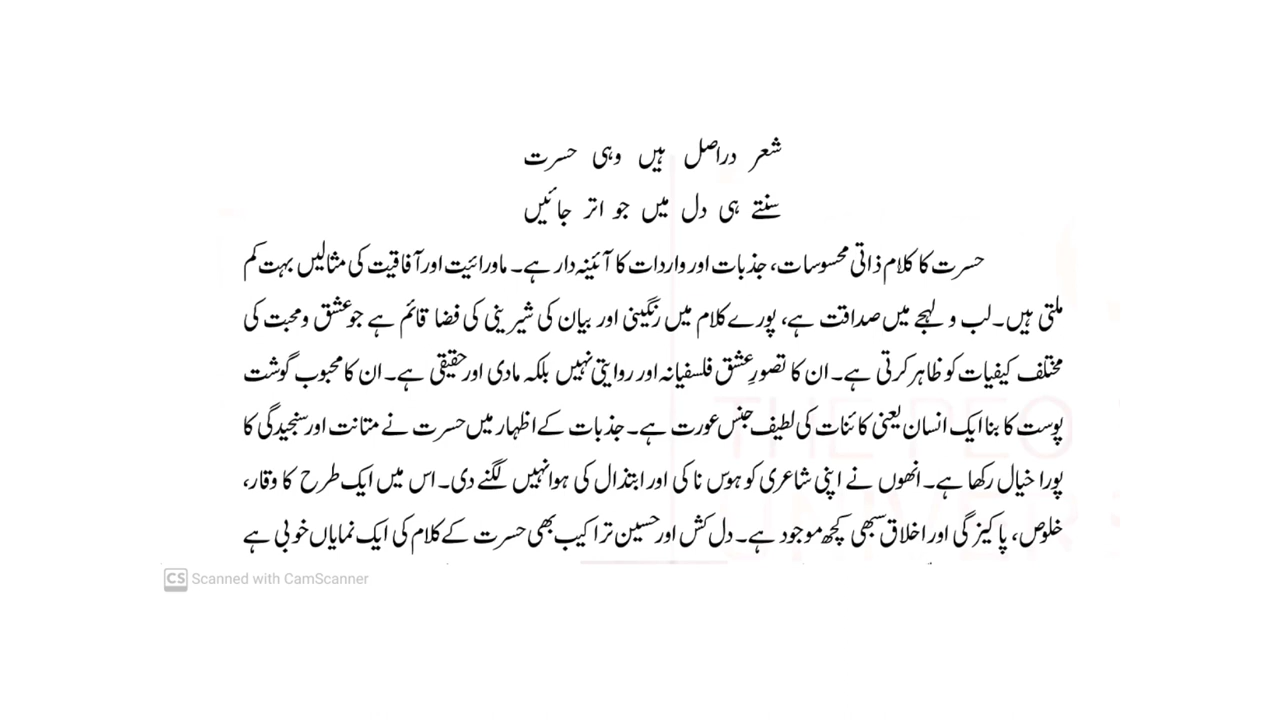 شعر دراصل ہیں وہی حسرت
سنتے ہی دل میں جو اتر جائیں
حسرت کا کلام ذاتی محسوسات، جذبات اور واردات کا آئینہ دار ہے۔ ماورائیت اور آفاقیت کی مثالیں بہت کم
ملتی ہیں۔ لب و لہجے میں صداقت ہے، پورے کلام میں رنگینی اور بیان کی شیرینی کی فضا قائم ہے جو عشق و محبت کی
مختلف کیفیات کو ظاہر کرتی ہے۔ ان کا تصورِ عشق فلسفیانہ اور روایتی نہیں بلکہ مادی اور حقیقی ہے۔ ان کا محبوب گوشت
پوست کا بنا ایک انسان یعنی کائنات کی لطیف جنس عورت ہے۔ جذبات کے اظہار میں حسرت نے متانت اور سنجیدگی کا
پورا خیال رکھا ہے۔ انھوں نے اپنی شاعری کو ہوس ناکی اور ابتذال کی ہوا نہیں لگنے دی۔ اس میں ایک طرح کا وقار،
خلوص، پاکیزگی اور اخلاق سبھی کچھ موجود ہے۔ دل کش اور حسین تراکیب بھی حسرت کے کلام کی ایک نمایاں خوبی ہے
CS Scanned with CamScanner